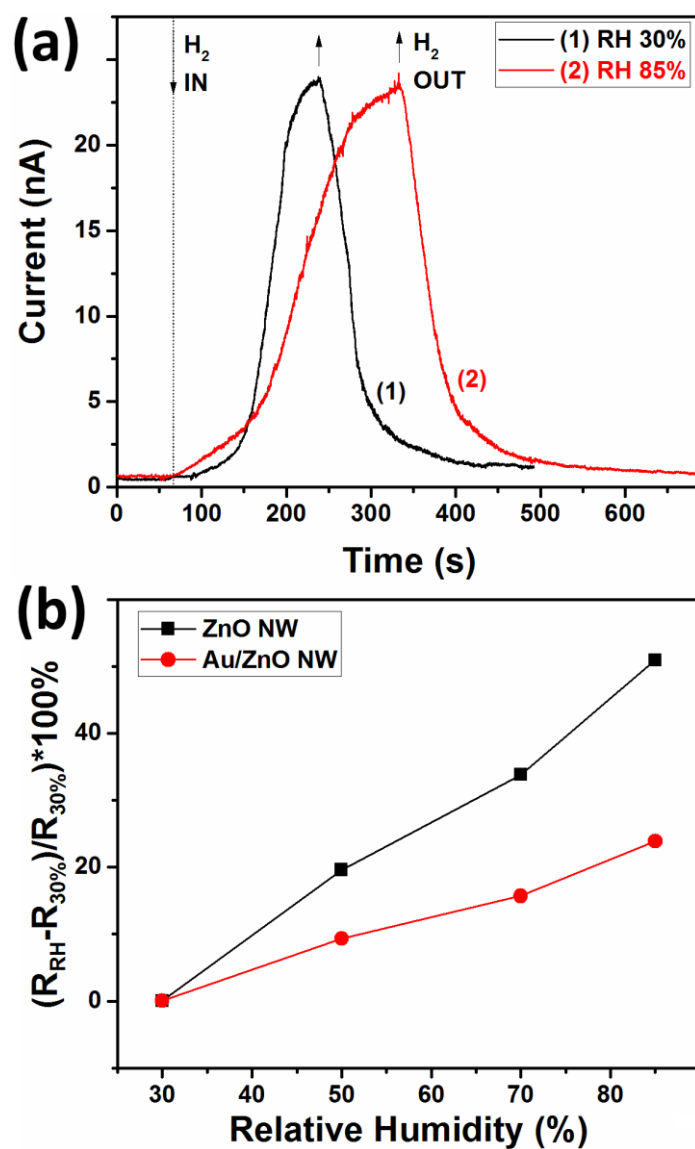 (a)
H2
IN
H2
OUT
(1) RH 30%
(2) RH 85%
20
15
10
5
0
Current (nA)
(1)
(2)
0 100 200 300 400 500 600
Time (s)
(b)
ZnO NW
Au/ZnO NW
40
20
0
(RRH-R30%)/R30%)*100%
30 40 50 60 70 80
Relative Humidity (%)